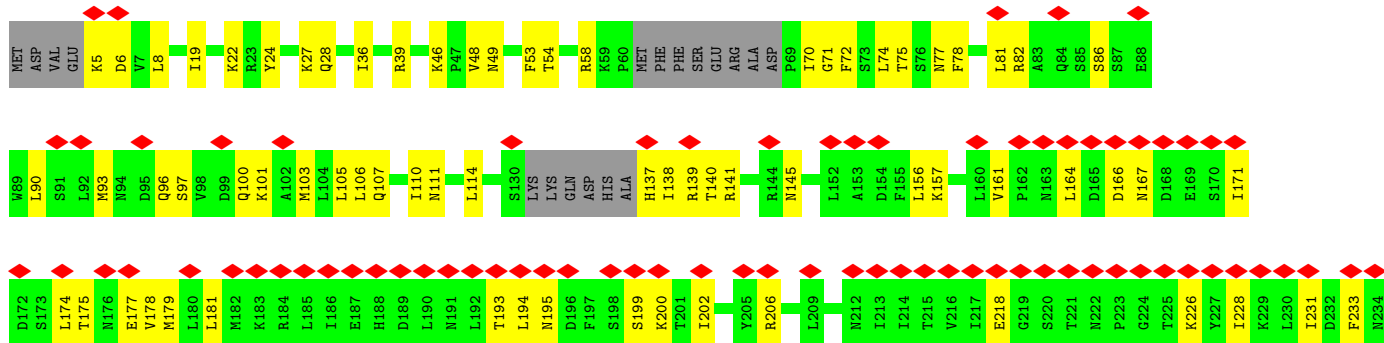 MET ASP VAL GLU K5 D6 V7 L8 I19 K22 R23 Y24 K27 Q28 I36 R39 K46 P47 V48 N49 F53 T54 R58 K59 P60 MET PHE PHE SER GLU ARG ALA ASP P69 I70 G71 F72 S73 L74 T75 S76 N77 F78 L81 R82 A83 Q84 S85 S86 S87 E88
W89 L90 S91 L92 M93 N94 D95 Q96 S97 V98 D99 Q100 K101 A102 M103 L104 L105 L106 Q107 I110 N111 L114 S130 LYS LYS GLN ASP HIS ALA H137 I138 R139 T140 R141 R144 N145 L152 A153 D154 F155 L156 K157 L160 V161 P162 N163 L164 D165 D166 N167 D168 E169 S170 I171
D172 S173 L174 T175 N176 E177 V178 M179 L180 L181 M182 K183 R184 L185 I186 E187 H188 D189 L190 N191 L192 T193 L194 N195 D196 F197 S198 S199 K200 T201 I202 Y205 R206 L209 N212 I213 I214 T215 V216 I217 E218 G219 S220 T221 N222 P223 G224 T225 K226 Y227 I228 K229 L230 I231 D232 F233 N234